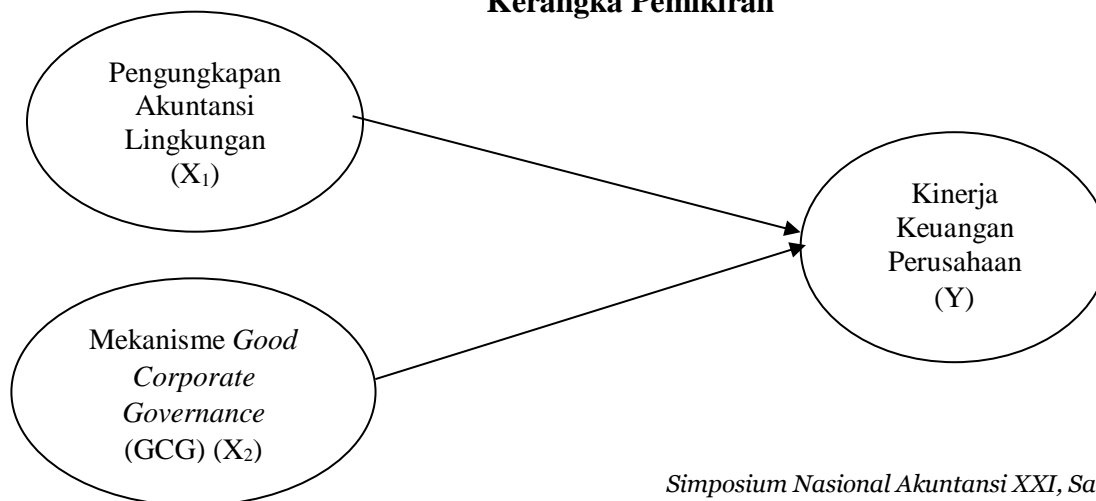 Kerangka Pemikiran
Pengungkapan
Akuntansi
Lingkungan
(X₁)
Kinerja
Keuangan
Perusahaan
(Y)
Mekanisme Good
Corporate
Governance
(GCG) (X₂)
Simposium Nasional Akuntansi XXI,